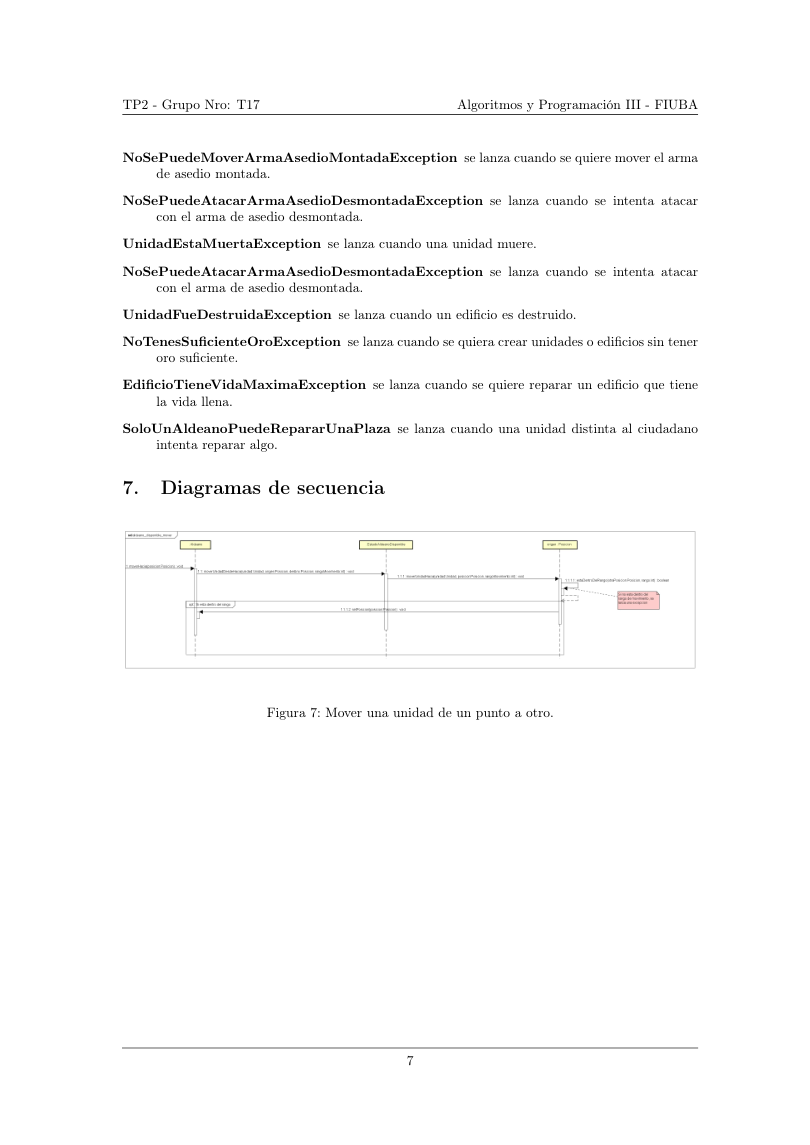 TP2 - Grupo Nro: T17 Algoritmos y Programación III - FIUBA
NoSePuedeMoverArmaAsedioMontadaException se lanza cuando se quiere mover el arma
de asedio montada.
NoSePuedeAtacarArmaAsedioDesmontadaException se lanza cuando se intenta atacar
con el arma de asedio desmontada.
UnidadEstaMuertaException se lanza cuando una unidad muere.
NoSePuedeAtacarArmaAsedioDesmontadaException se lanza cuando se intenta atacar
con el arma de asedio desmontada.
UnidadFueDestruidaException se lanza cuando un edificio es destruido.
NoTenesSuficienteOroException se lanza cuando se quiera crear unidades o edificios sin tener
oro suficiente.
EdificioTieneVidaMaximaException se lanza cuando se quiere reparar un edificio que tiene
la vida llena.
SoloUnAldeanoPuedeRepararUnaPlaza se lanza cuando una unidad distinta al ciudadano
intenta reparar algo.
7. Diagramas de secuencia
Figura 7: Mover una unidad de un punto a otro.
7